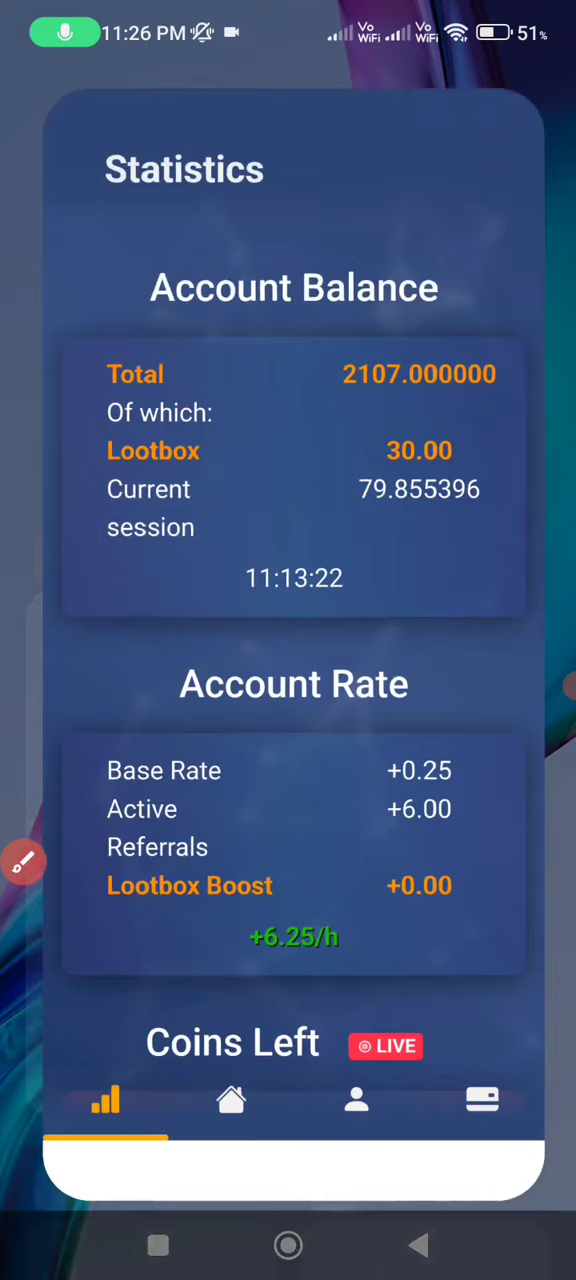 11:26 PM Vo WiFi Vo WiFi 51%
Statistics
Account Balance
Total 2107.000000
Of which:
Lootbox 30.00
Current 79.855396
session
11:13:22
Account Rate
Base Rate +0.25
Active +6.00
Referrals
Lootbox Boost +0.00
+6.25/h
Coins Left LIVE